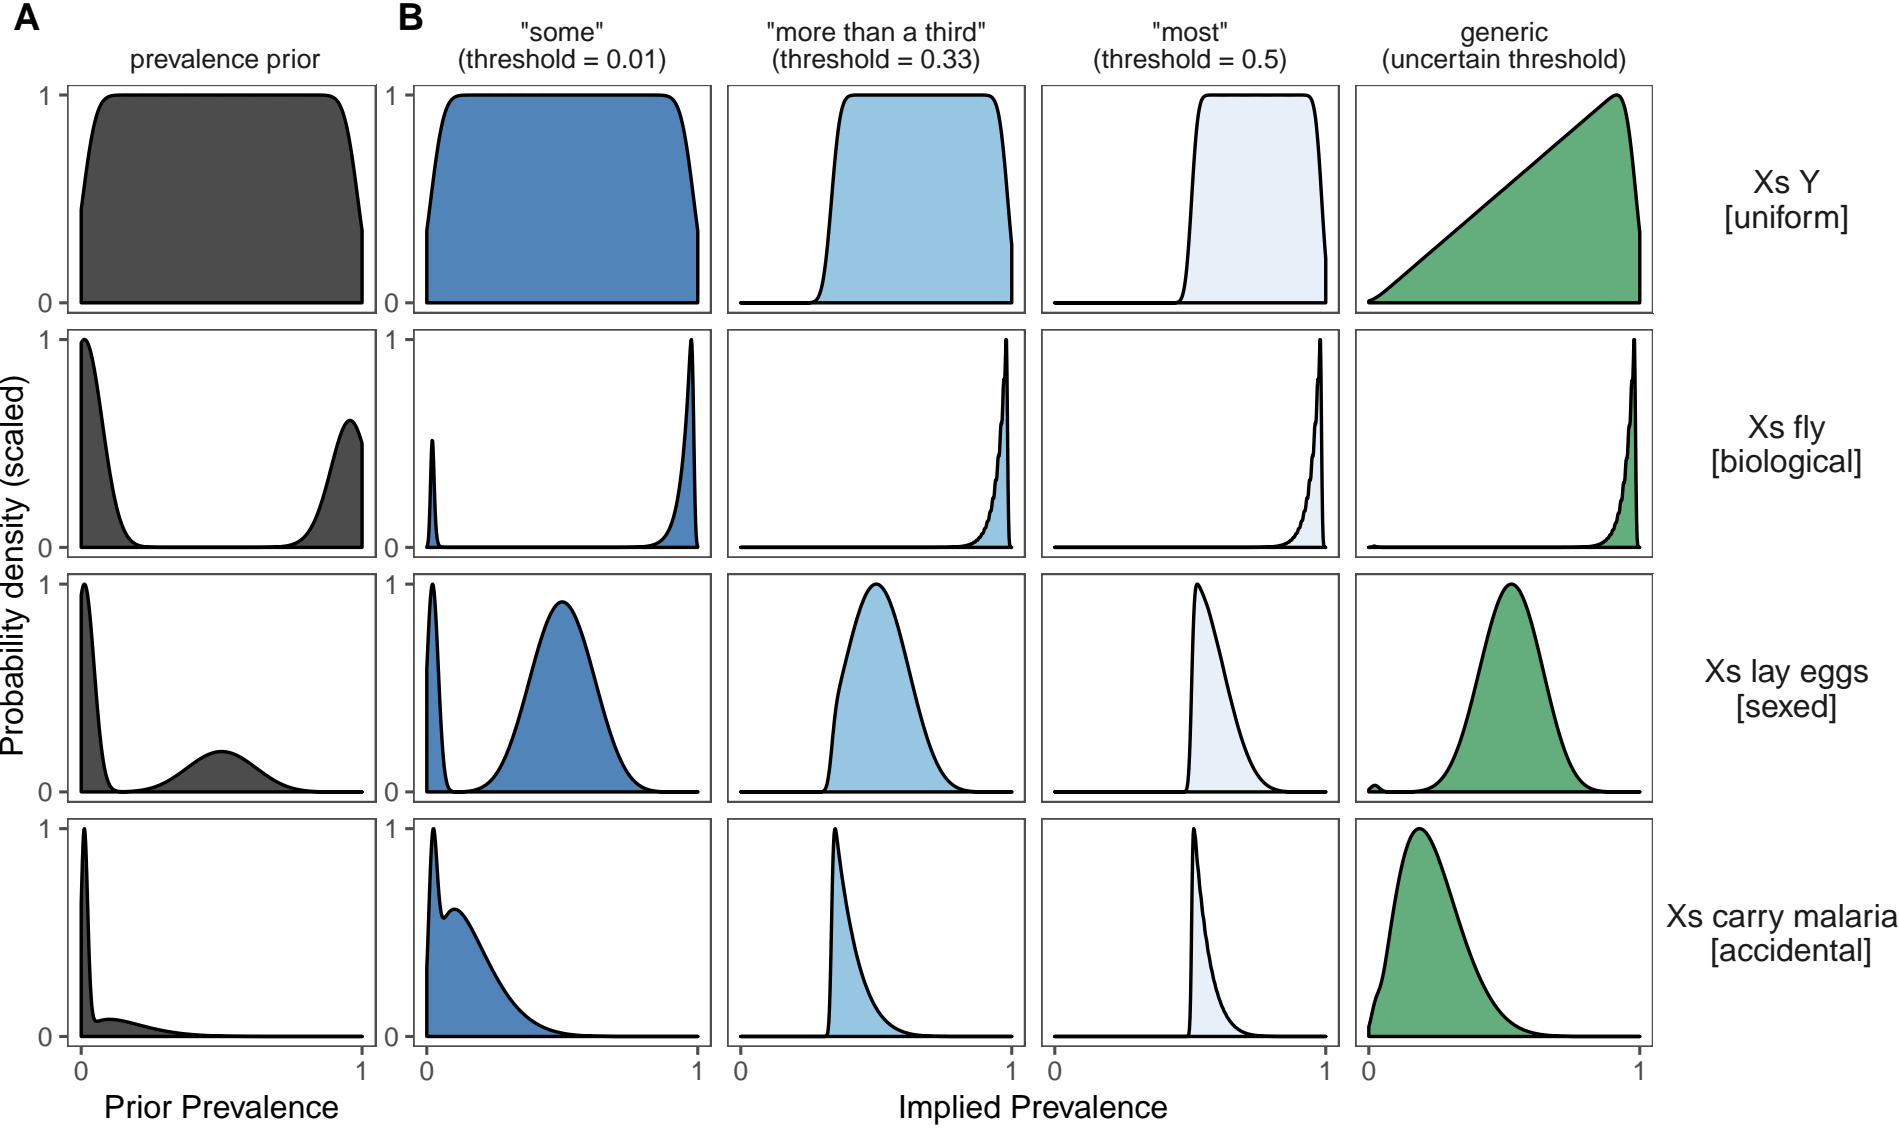 A
B
prevalence prior
"some"
(threshold = 0.01)
"more than a third"
(threshold = 0.33)
"most"
(threshold = 0.5)
generic
(uncertain threshold)
1
0
1
0
Xs Y
[uniform]
1
0
1
0
Xs fly
[biological]
Probability density (scaled)
1
0
1
0
Xs lay eggs
[sexed]
1
0
1
0
Xs carry malaria
[accidental]
0 1
0 1
0 1
0 1
0 1
Prior Prevalence
Implied Prevalence